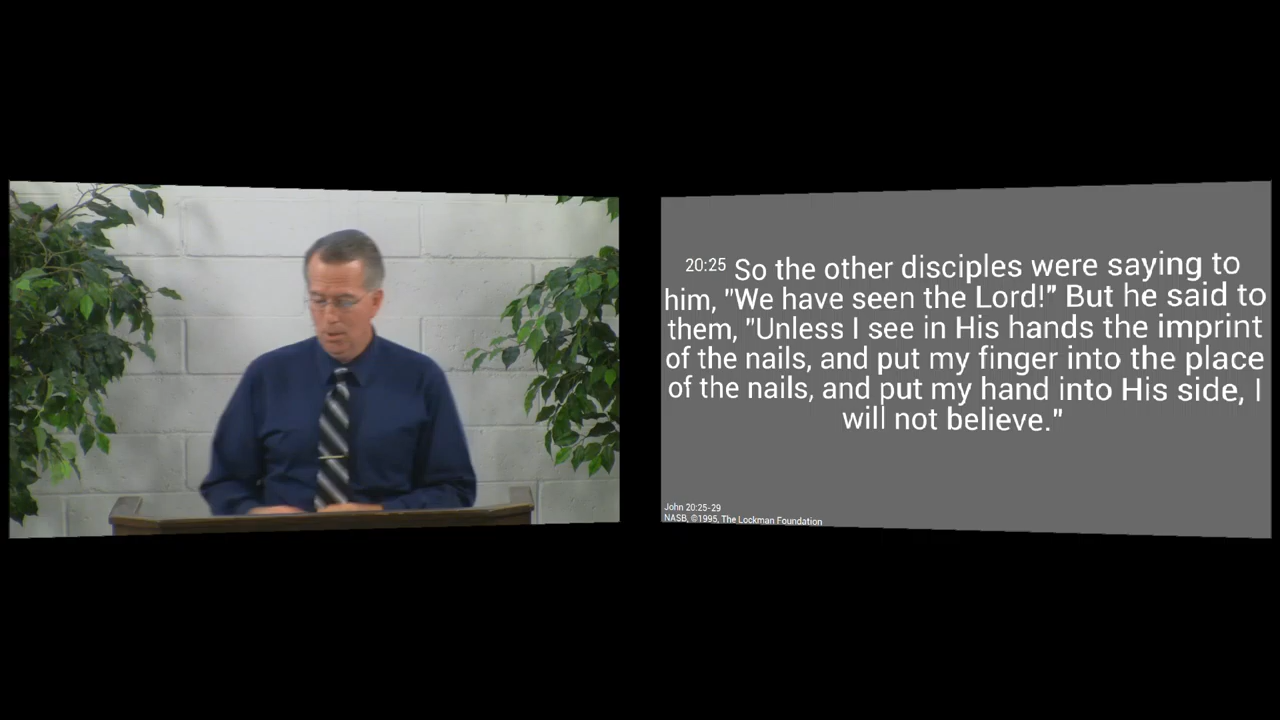 20:25 So the other disciples were saying to
him, "We have seen the Lord!" But he said to
them, "Unless I see in His hands the imprint
of the nails, and put my finger into the place
of the nails, and put my hand into His side, I
will not believe."
John 20:25-29
NASB, ©1995, The Lockman Foundation